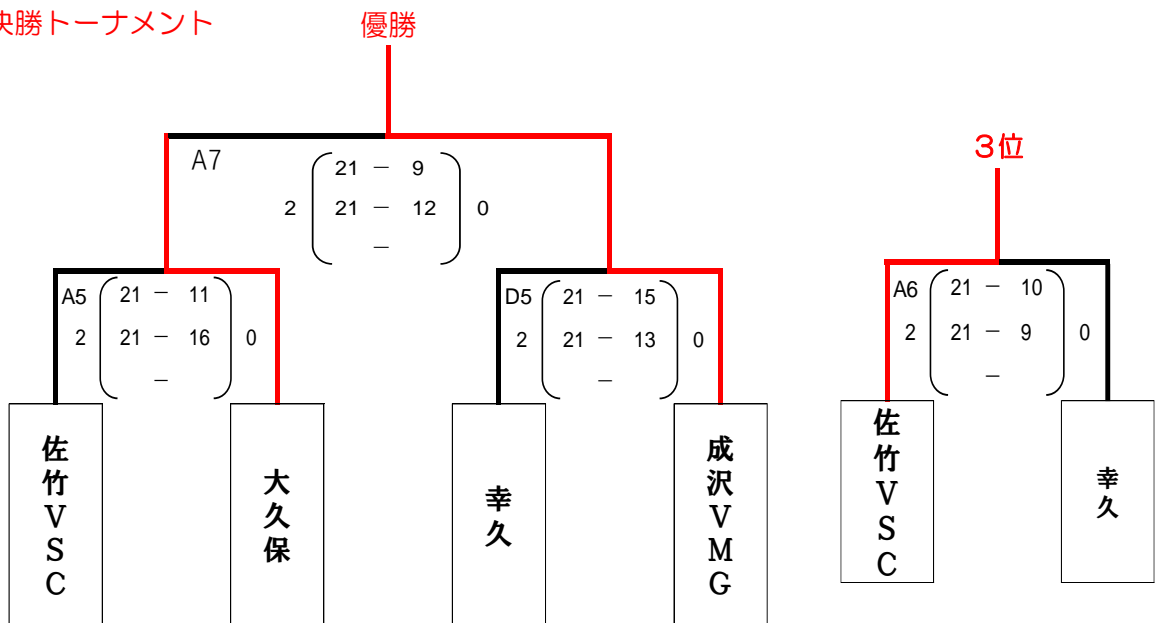 決勝トーナメント
優勝
3位
A7
21 － 9
2 21 － 12 0
－
A5 21 － 11
2 21 － 16 0
－
D5 21 － 15
2 21 － 13 0
－
A6 21 － 10
2 21 － 9 0
－
佐竹VSC
大久保
幸久
成沢VMG
佐竹VSC
幸久